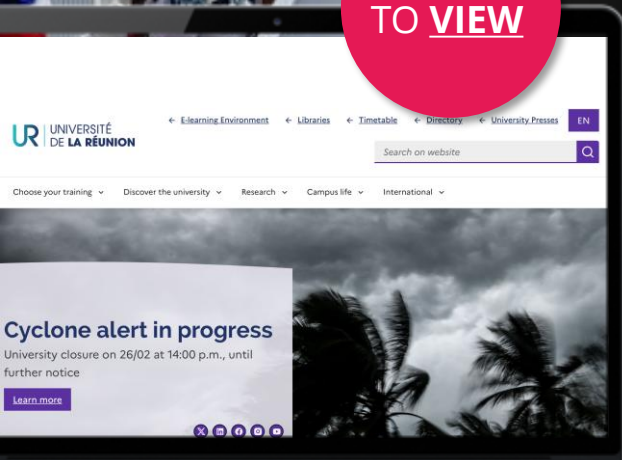 TO VIEW
UR UNIVERSITÉ
DE LA RÉUNION
← E-learning Environment ← Libraries ← Timetable ← Directory ← University Presses EN
Search on website
Choose your training Discover the university Research Campus life International
Cyclone alert in progress
University closure on 26/02 at 14:00 p.m., until
further notice
Learn more